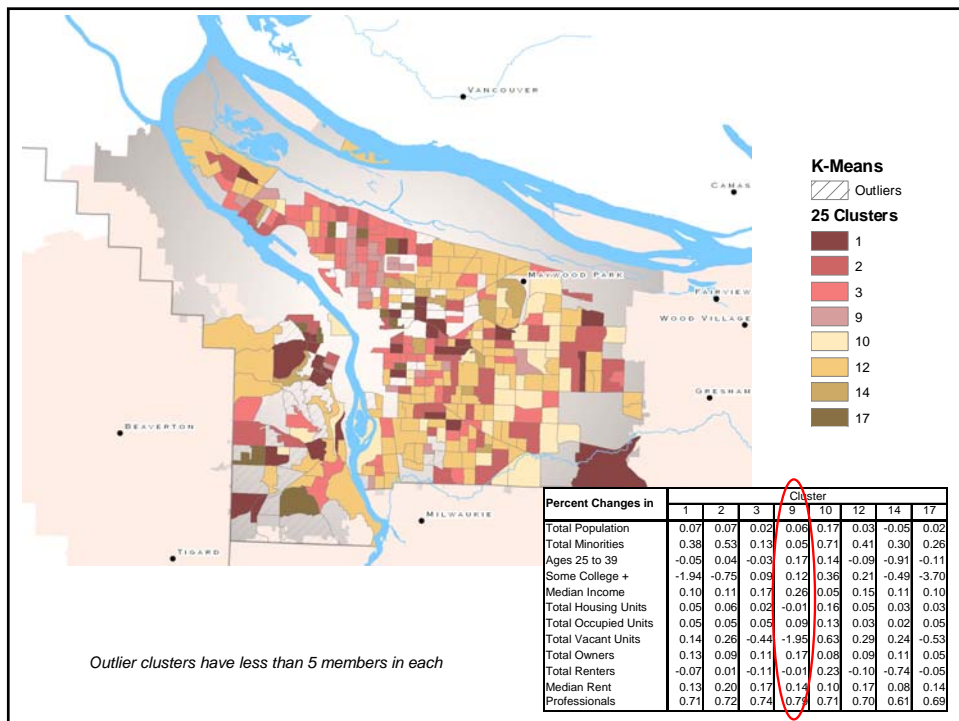 VANCOUVER
CAMAS
MAYWOOD PARK
FAIRVIEW
WOOD VILLAGE
GRESHAM
BEAVERTON
MILWAUKIE
TIGARD
K-Means
Outliers
25 Clusters
1
2
3
9
10
12
14
17
Percent Changes in Cluster
1 2 3 9 10 12 14 17
Total Population 0.07 0.07 0.02 0.06 0.17 0.03 -0.05 0.02
Total Minorities 0.38 0.53 0.13 0.05 0.71 0.41 0.30 0.26
Ages 25 to 39 -0.05 0.04 -0.03 0.17 0.14 -0.09 -0.91 -0.11
Some College + -1.94 -0.75 0.09 0.12 0.36 0.21 -0.49 -3.70
Median Income 0.10 0.11 0.17 0.26 0.05 0.15 0.11 0.10
Total Housing Units 0.05 0.06 0.02 -0.01 0.16 0.05 0.03 0.03
Total Occupied Units 0.05 0.05 0.05 0.09 0.13 0.03 0.02 0.05
Total Vacant Units 0.14 0.26 -0.44 -1.95 0.63 0.29 0.24 -0.53
Total Owners 0.13 0.09 0.11 0.17 0.08 0.09 0.11 0.05
Total Renters -0.07 0.01 -0.11 -0.01 0.23 -0.10 -0.74 -0.05
Median Rent 0.13 0.20 0.17 0.14 0.10 0.17 0.08 0.14
Professionals 0.71 0.72 0.74 0.79 0.71 0.70 0.61 0.69
Outlier clusters have less than 5 members in each